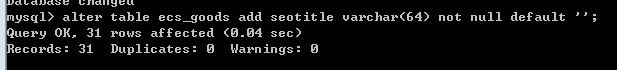 Database changed
mysql> alter table ecs_goods add seotitle varchar(64) not null default '';
Query OK, 31 rows affected (0.04 sec)
Records: 31  Duplicates: 0  Warnings: 0